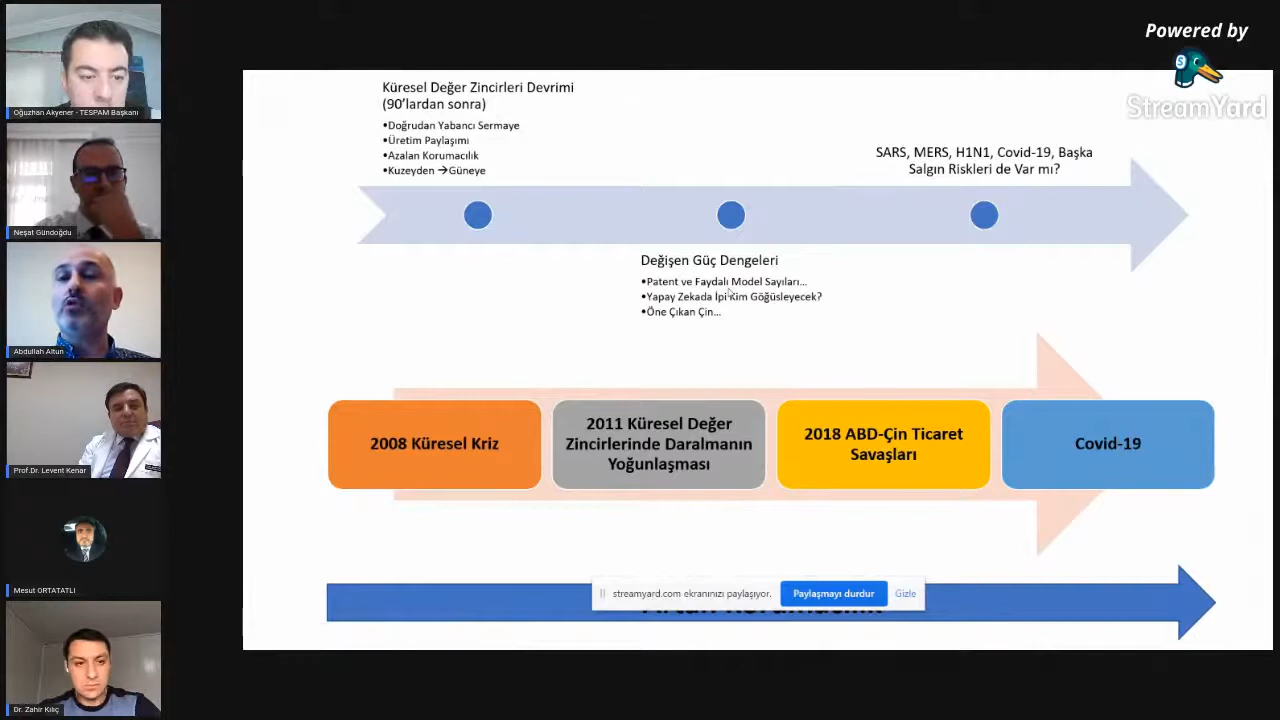 Powered by
StreamYard
Oğuzhan Akyener - TESPAM Başkanı
Neşat Gündoğdu
Abdullah Altun
Prof.Dr. Levent Kenar
Mesut ORTATATLI
Dr. Zahir Kılıç
Küresel Değer Zincirleri Devrimi
(90'lardan sonra)
•Doğrudan Yabancı Sermaye
•Üretim Paylaşımı
•Azalan Korumacılık
•Kuzeyden →Güneye
SARS, MERS, H1N1, Covid-19, Başka
Salgın Riskleri de Var mı?
Değişen Güç Dengeleri
•Patent ve Faydalı Model Sayıları...
•Yapay Zekada İpi Kim Göğüsleyecek?
•Öne Çıkan Çin...
2008 Küresel Kriz
2011 Küresel Değer
Zincirlerinde Daralmanın
Yoğunlaşması
2018 ABD-Çin Ticaret
Savaşları
Covid-19
streamyard.com ekranınızı paylaşıyor.
Paylaşmayı durdur
Gizle